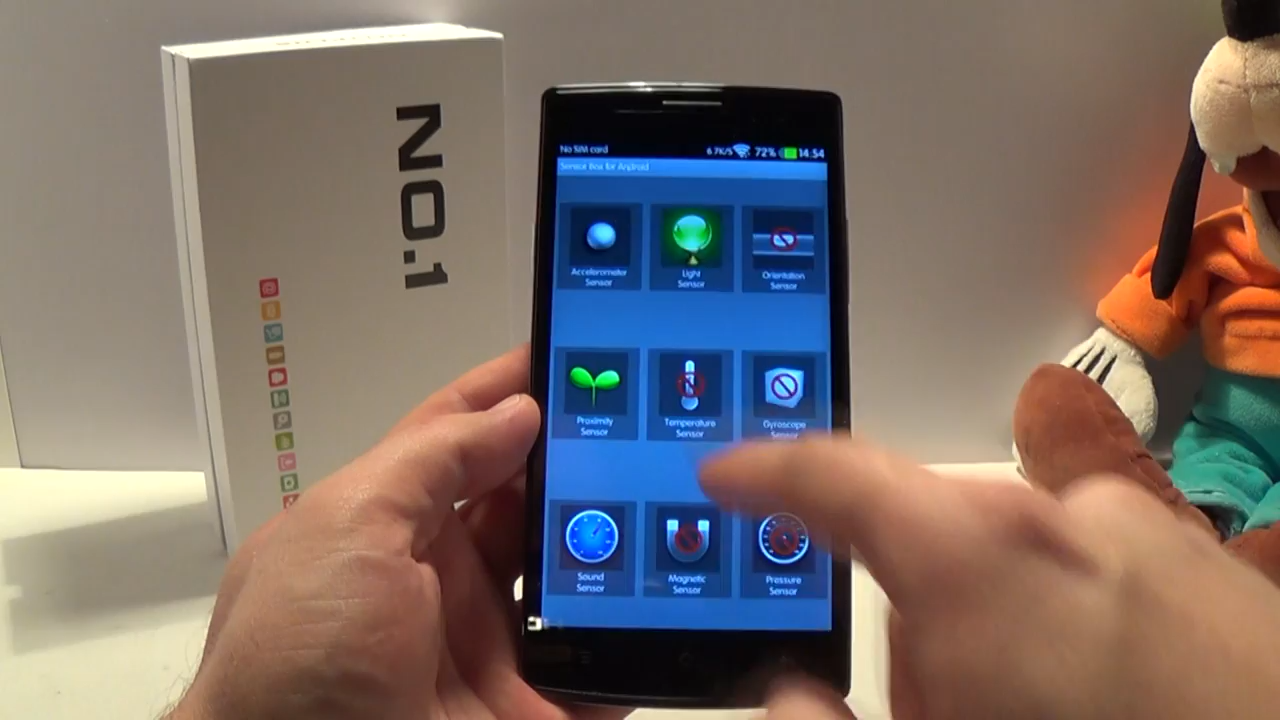 NO.1
No SIM card 6.7K/S 72% 14:54
Sensor Box for Android
Accelerometer Sensor
Light Sensor
Orientation Sensor
Proximity Sensor
Temperature Sensor
Gyroscope Sensor
Sound Sensor
Magnetic Sensor
Pressure Sensor